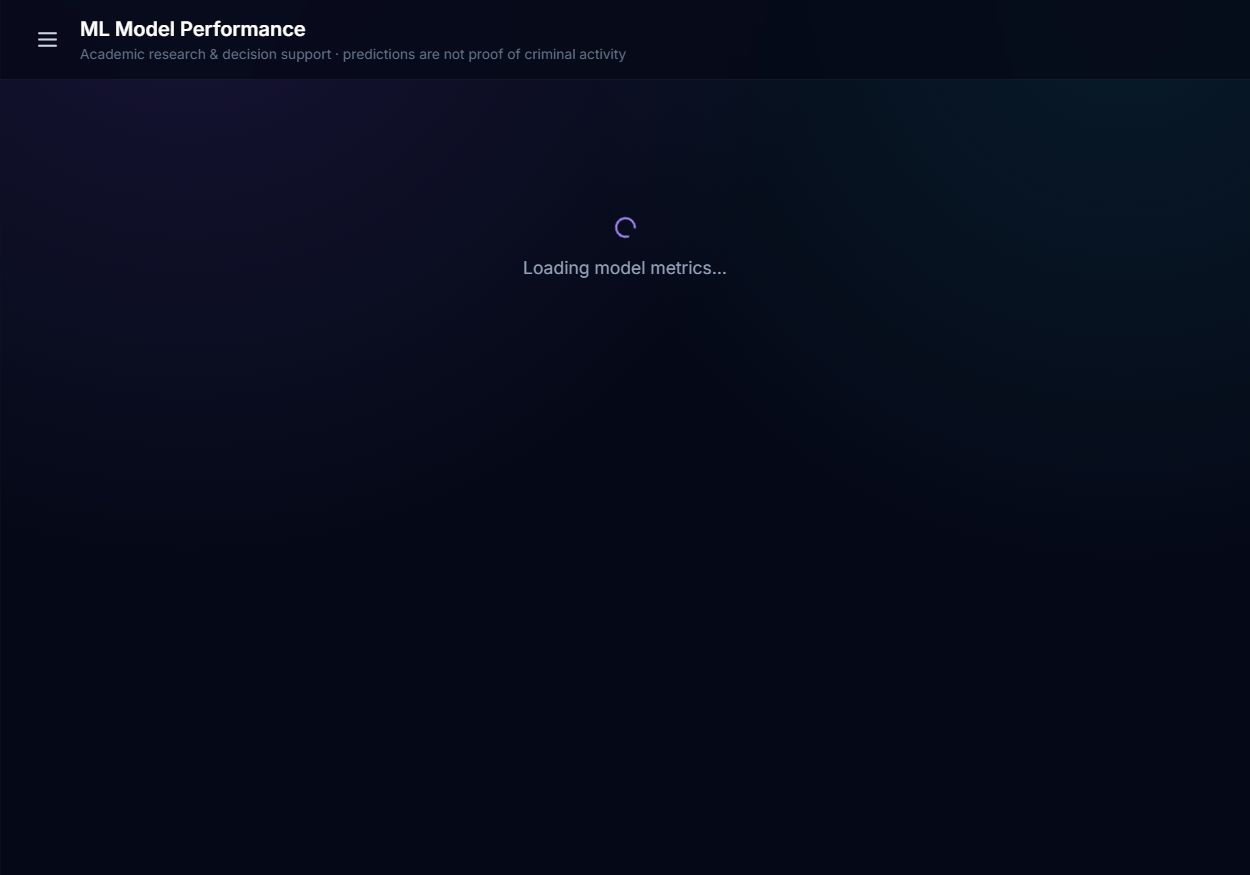 ML Model Performance
Academic research & decision support · predictions are not proof of criminal activity
Loading model metrics...